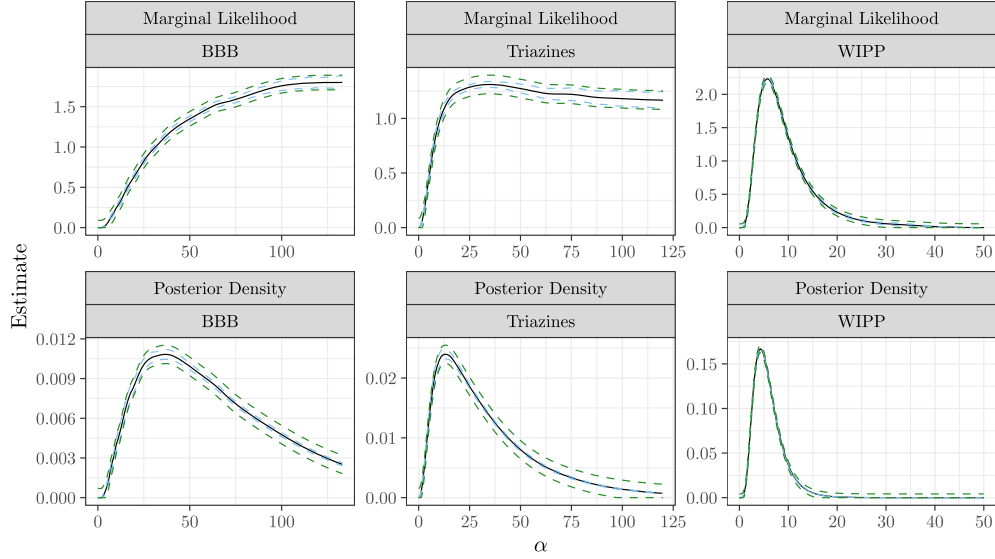 Marginal Likelihood Marginal Likelihood Marginal Likelihood
BBB Triazines WIPP
1.5
1.0
0.5
0.0
0 50 100
1.0
0.5
0.0
0 25 50 75 100 125
2.0
1.5
1.0
0.5
0.0
0 10 20 30 40 50
Estimate
Posterior Density Posterior Density Posterior Density
BBB Triazines WIPP
0.012
0.009
0.006
0.003
0.000
0 50 100
0.02
0.01
0.00
0 25 50 75 100 125
0.15
0.10
0.05
0.00
0 10 20 30 40 50
α